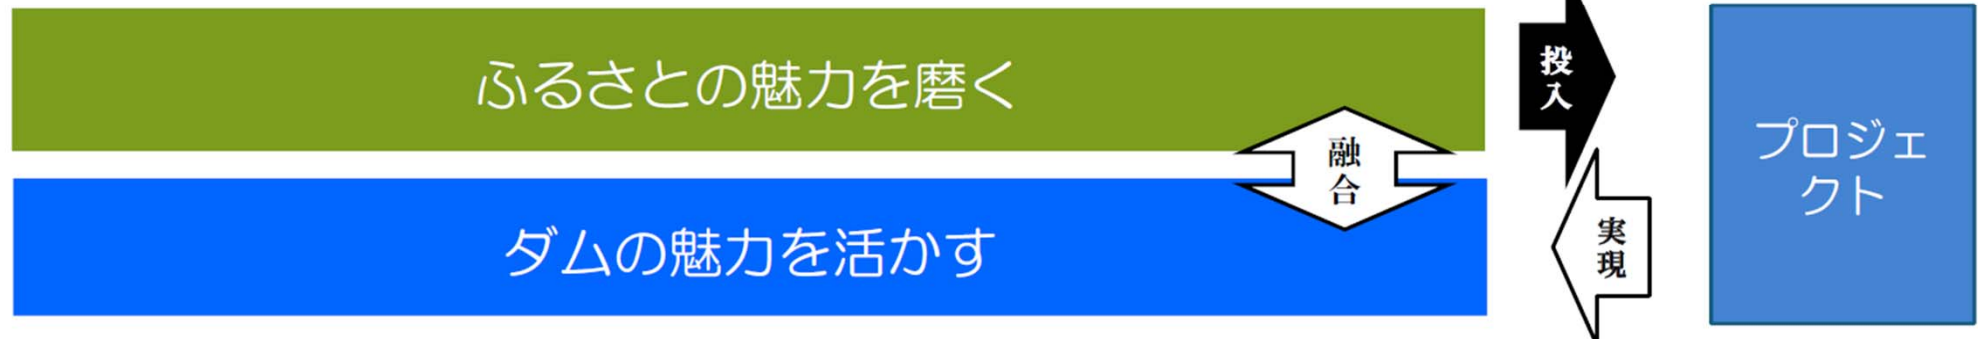 ふるさとの魅力を磨く
融
合
ダムの魅力を活かす
投
入
実
現
プロジェ
クト